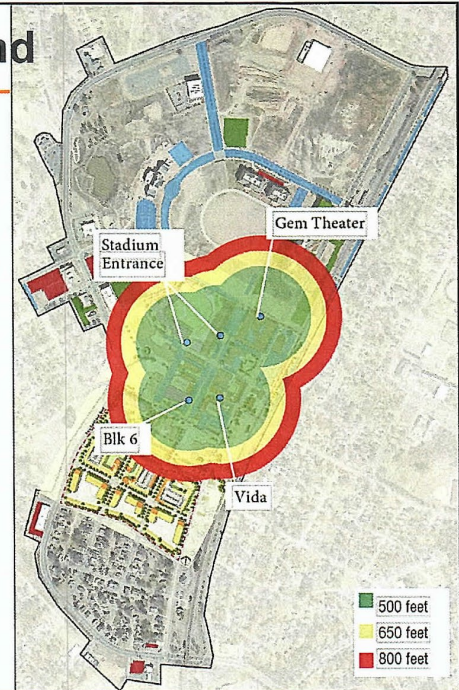 nd
Gem Theater
Stadium
Entrance
Blk 6
Vida
500 feet
650 feet
800 feet